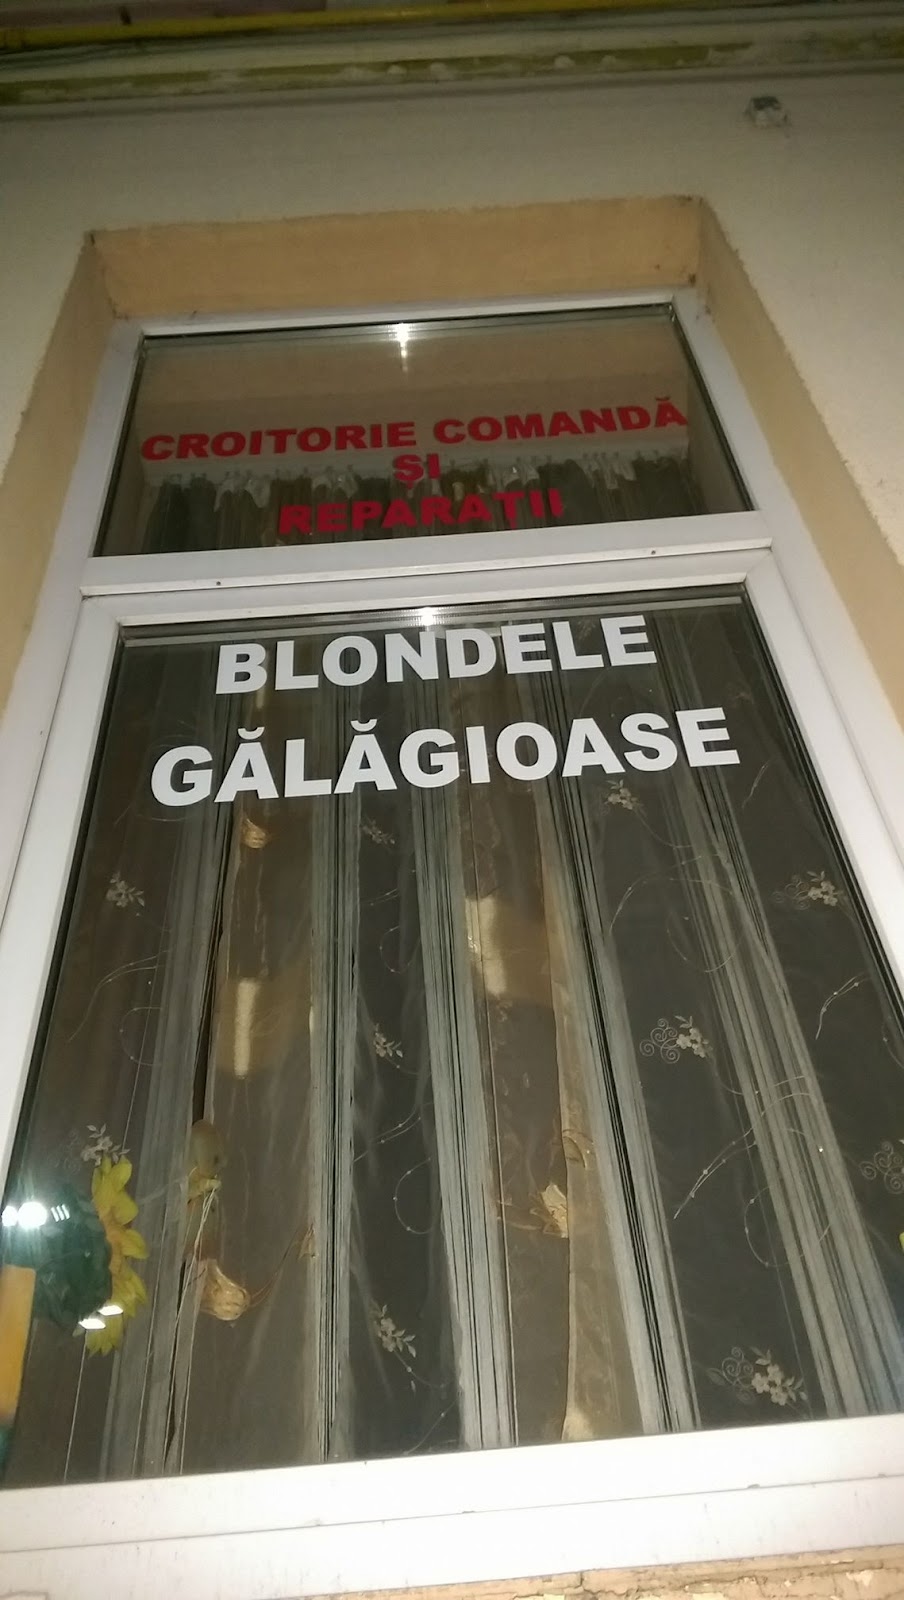 CROITORIE COMANDĂ
ȘI
REPARAȚII
BLONDELE
GĂLĂGIOASE